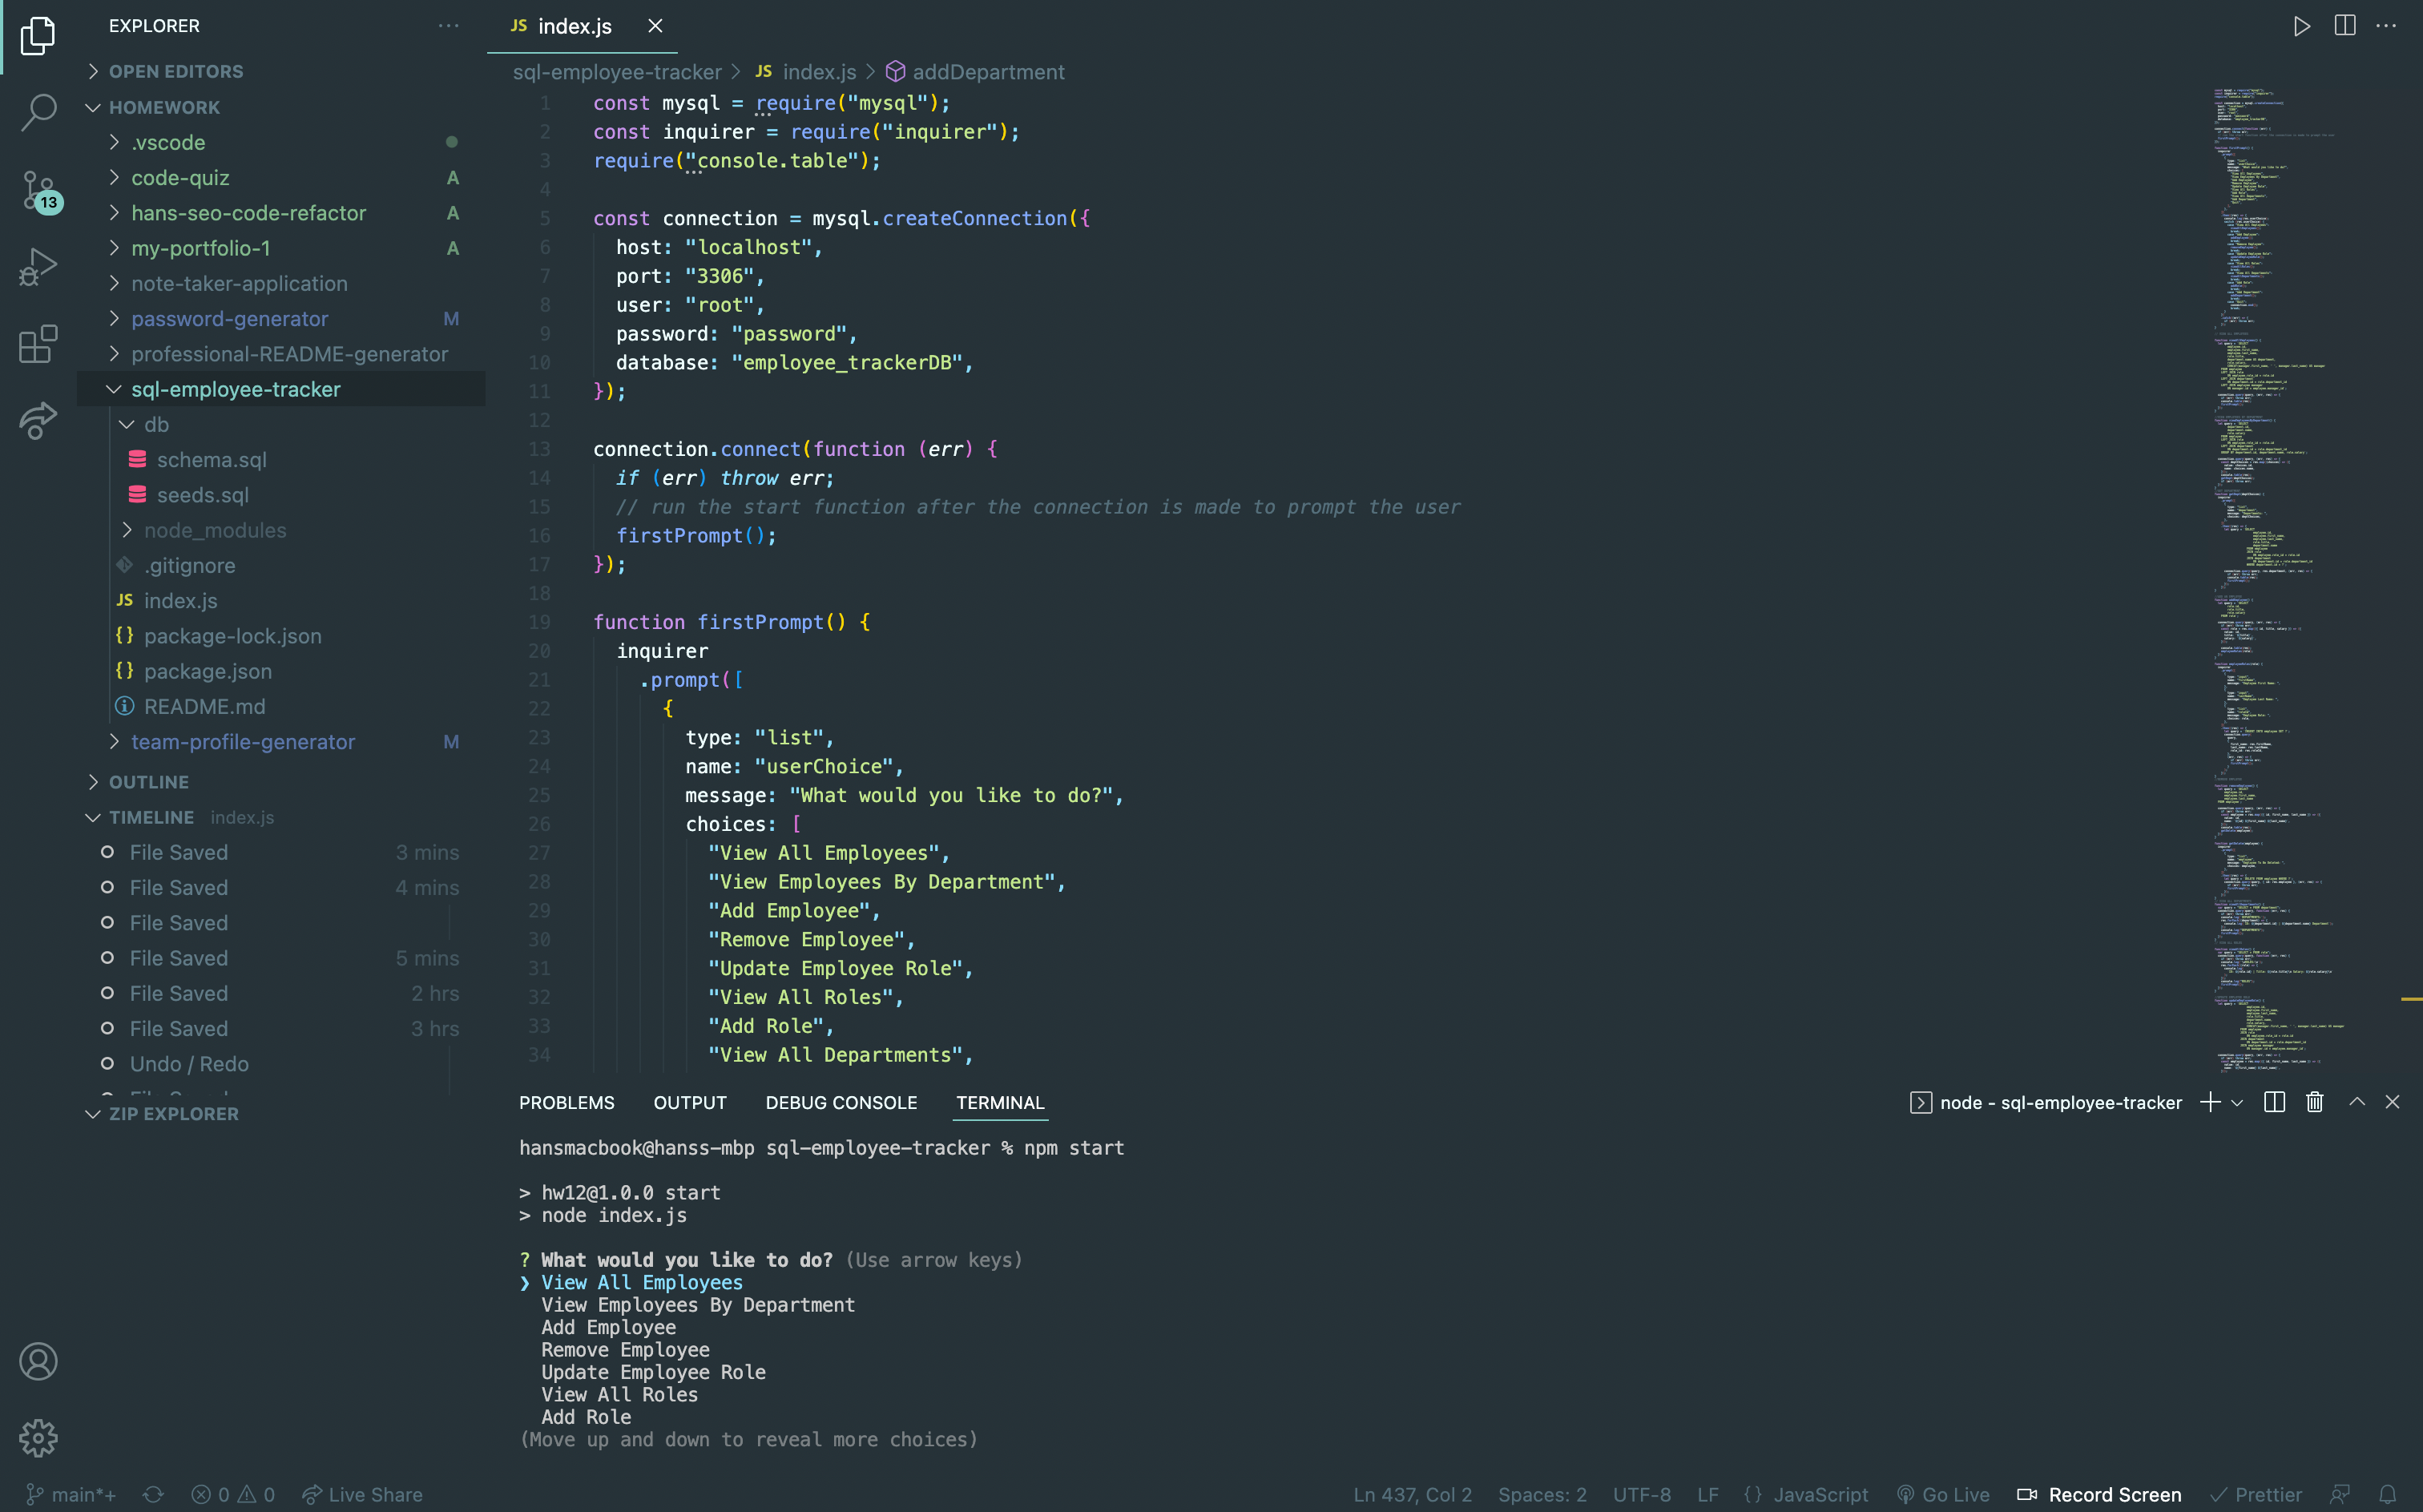 EXPLORER
OPEN EDITORS
HOMEWORK
.vscode
code-quiz A
hans-seo-code-refactor A
my-portfolio-1 A
note-taker-application
password-generator M
professional-README-generator
sql-employee-tracker
db
schema.sql
seeds.sql
node_modules
.gitignore
JS index.js
{} package-lock.json
{} package.json
README.md
team-profile-generator M
OUTLINE
TIMELINE index.js
File Saved 3 mins
File Saved 4 mins
File Saved
File Saved 5 mins
File Saved 2 hrs
File Saved 3 hrs
Undo / Redo
File Saved
ZIP EXPLORER
13
JS index.js
sql-employee-tracker > JS index.js > addDepartment
1 const mysql = require("mysql");
2 const inquirer = require("inquirer");
3 require("console.table");
4
5 const connection = mysql.createConnection({
6 host: "localhost",
7 port: "3306",
8 user: "root",
9 password: "password",
10 database: "employee_trackerDB",
11 });
12
13 connection.connect(function (err) {
14 if (err) throw err;
15 // run the start function after the connection is made to prompt the user
16 firstPrompt();
17 });
18
19 function firstPrompt() {
20 inquirer
21 .prompt([
22 {
23 type: "list",
24 name: "userChoice",
25 message: "What would you like to do?",
26 choices: [
27 "View All Employees",
28 "View Employees By Department",
29 "Add Employee",
30 "Remove Employee",
31 "Update Employee Role",
32 "View All Roles",
33 "Add Role",
34 "View All Departments",
PROBLEMS OUTPUT DEBUG CONSOLE TERMINAL
node - sql-employee-tracker
hansmacbook@hanss-mbp sql-employee-tracker % npm start
> hw12@1.0.0 start
> node index.js
? What would you like to do? (Use arrow keys)
❯ View All Employees
View Employees By Department
Add Employee
Remove Employee
Update Employee Role
View All Roles
Add Role
(Move up and down to reveal more choices)
main*+ 0 0 Live Share
Ln 437, Col 2 Spaces: 2 UTF-8 LF {} JavaScript Go Live Record Screen Prettier